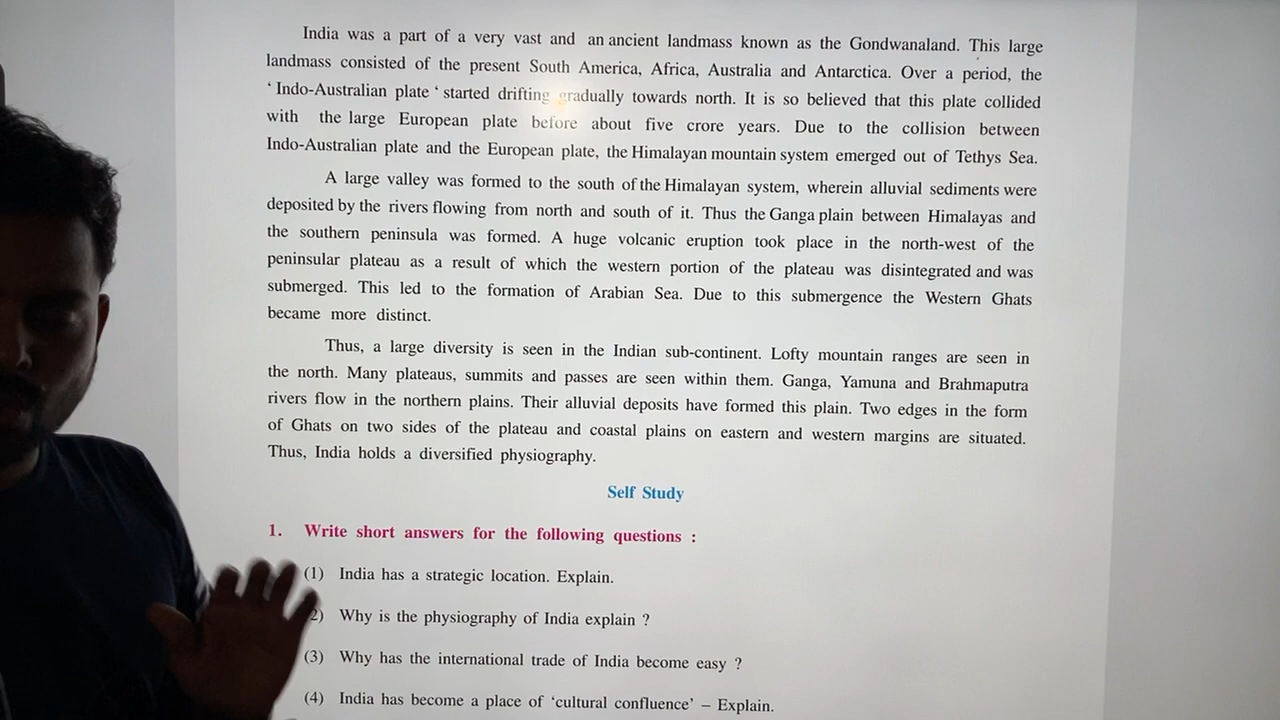 India was a part of a very vast and an ancient landmass known as the Gondwanaland. This large
landmass consisted of the present South America, Africa, Australia and Antarctica. Over a period, the
‘ Indo-Australian plate ‘ started drifting gradually towards north. It is so believed that this plate collided
with the large European plate before about five crore years. Due to the collision between
Indo-Australian plate and the European plate, the Himalayan mountain system emerged out of Tethys Sea.
A large valley was formed to the south of the Himalayan system, wherein alluvial sediments were
deposited by the rivers flowing from north and south of it. Thus the Ganga plain between Himalayas and
the southern peninsula was formed. A huge volcanic eruption took place in the north-west of the
peninsular plateau as a result of which the western portion of the plateau was disintegrated and was
submerged. This led to the formation of Arabian Sea. Due to this submergence the Western Ghats
became more distinct.
Thus, a large diversity is seen in the Indian sub-continent. Lofty mountain ranges are seen in
the north. Many plateaus, summits and passes are seen within them. Ganga, Yamuna and Brahmaputra
rivers flow in the northern plains. Their alluvial deposits have formed this plain. Two edges in the form
of Ghats on two sides of the plateau and coastal plains on eastern and western margins are situated.
Thus, India holds a diversified physiography.
Self Study
1. Write short answers for the following questions :
(1) India has a strategic location. Explain.
2) Why is the physiography of India explain ?
(3) Why has the international trade of India become easy ?
(4) India has become a place of ‘cultural confluence’ – Explain.